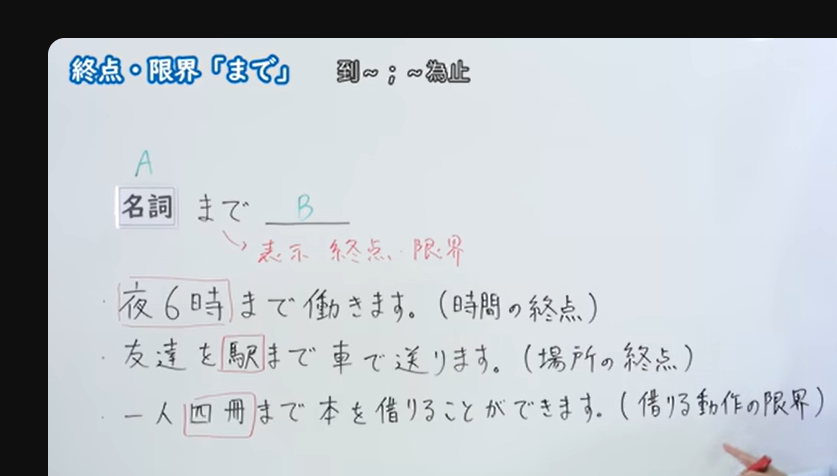 終点・限界「まで」 到~;~為止
A
名詞 まで B
表示 終点・限界
・夜6時まで働きます。(時間の終点)
・友達を駅まで車で送ります。(場所の終点)
・一人四冊まで本を借りることができます。(借りる動作の限界)